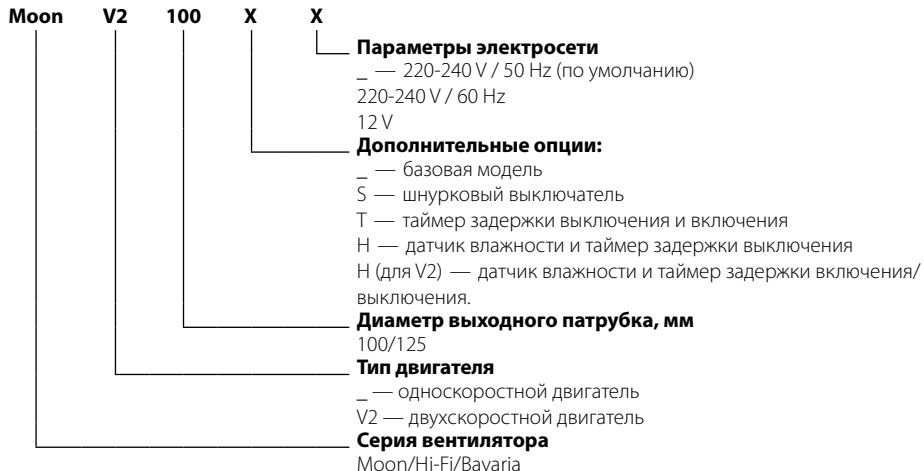 Moon V2 100 X X
Параметры электросети
_ — 220-240 V / 50 Hz (по умолчанию)
220-240 V / 60 Hz
12 V
Дополнительные опции:
_ — базовая модель
S — шнурковый выключатель
T — таймер задержки выключения и включения
H — датчик влажности и таймер задержки выключения
H (для V2) — датчик влажности и таймер задержки включения/
выключения.
Диаметр выходного патрубка, мм
100/125
Тип двигателя
_ — односкоростной двигатель
V2 — двухскоростной двигатель
Серия вентилятора
Moon/Hi-Fi/Bavaria